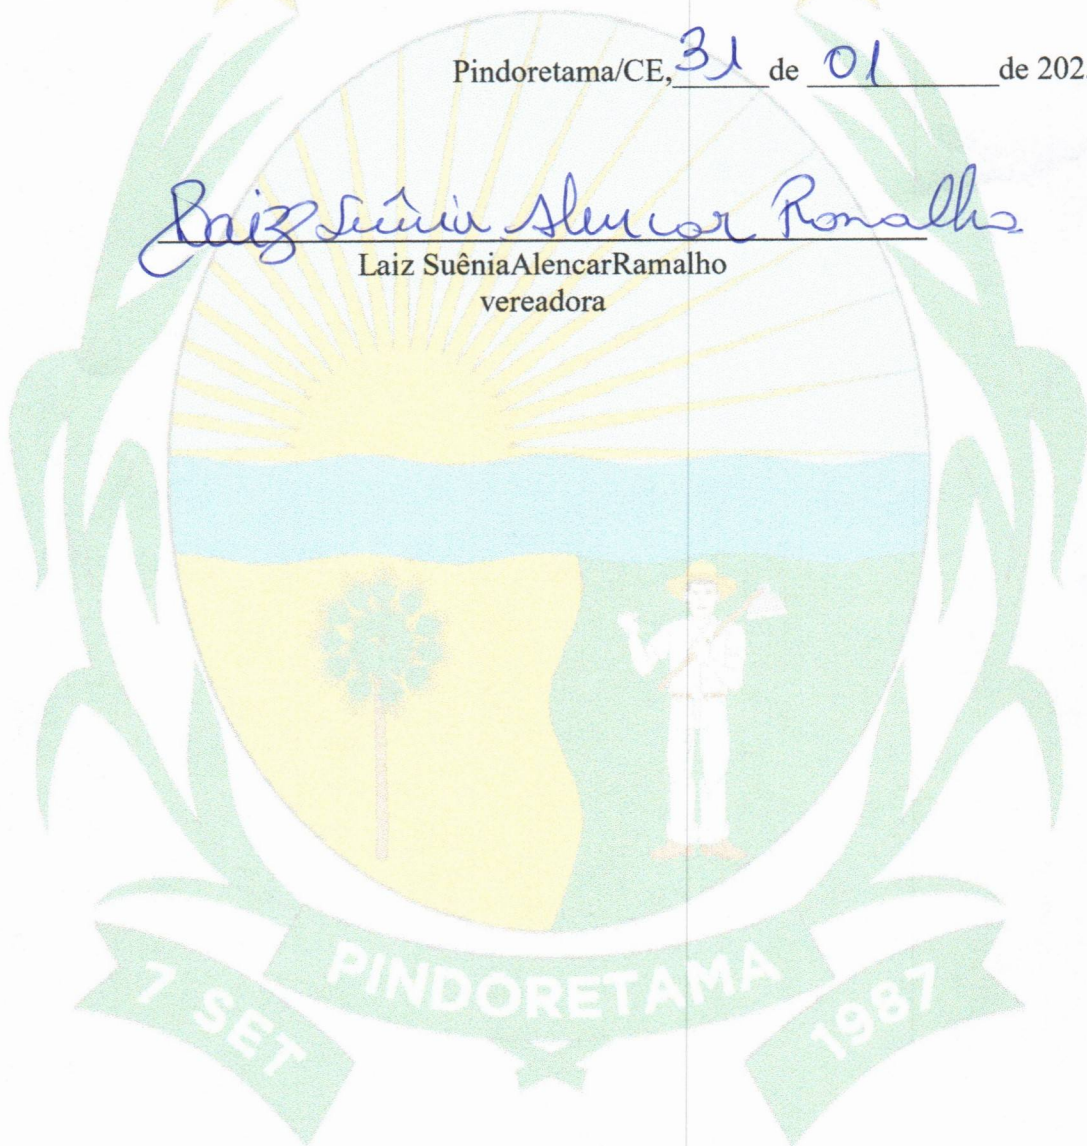 Pindoretama/CE, 31 de 01 de 202
Laiz Suênia Alencar Ramalho
Laiz SuêniaAlencarRamalho
vereadora
PINDORETAMA
7 SET 1987